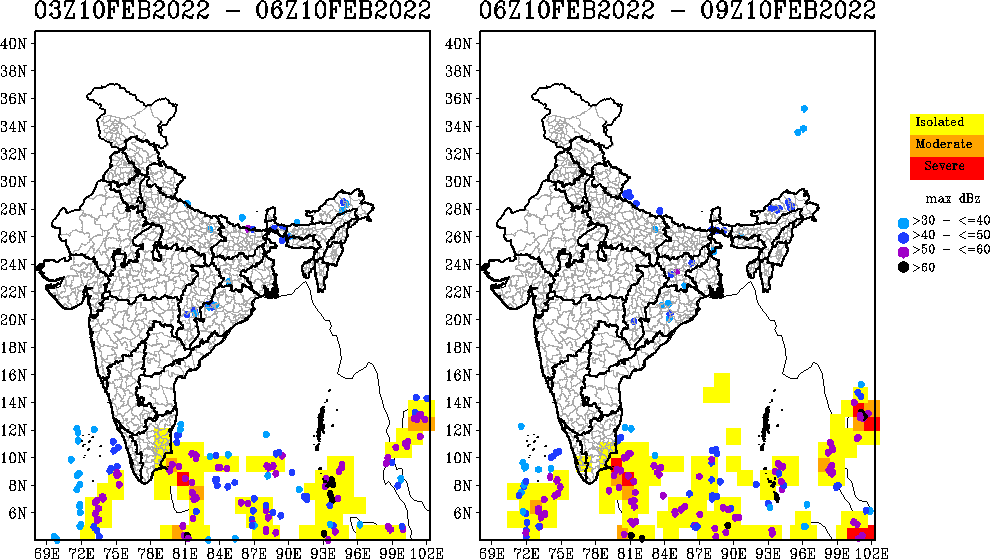 03Z10FEB2022 - 06Z10FEB2022
40N
38N
36N
34N
32N
30N
28N
26N
24N
22N
20N
18N
16N
14N
12N
10N
8N
6N
69E 72E 75E 78E 81E 84E 87E 90E 93E 96E 99E 102E
06Z10FEB2022 - 09Z10FEB2022
40N
38N
36N
34N
32N
30N
28N
26N
24N
22N
20N
18N
16N
14N
12N
10N
8N
6N
69E 72E 75E 78E 81E 84E 87E 90E 93E 96E 99E 102E
Isolated
Moderate
Severe
max dBz
>30 - <=40
>40 - <=50
>50 - <=60
>60